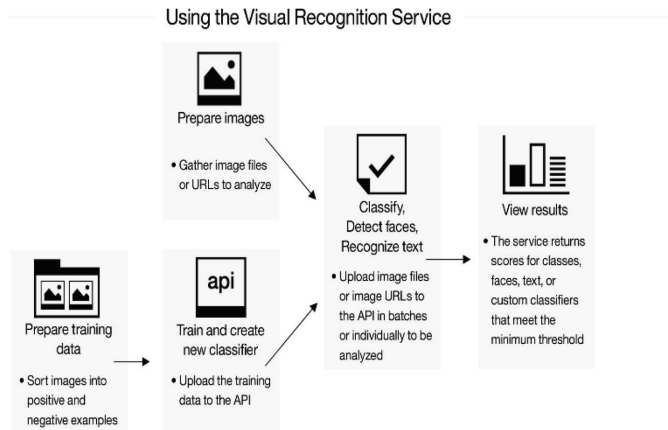 Using the Visual Recognition Service
Prepare images
• Gather image files
or URLs to analyze
Classify,
Detect faces,
Recognize text
• Upload image files
or image URLs to
the API in batches
or individually to be
analyzed
View results
• The service returns
scores for classes,
faces, text, or
custom classifiers
that meet the
minimum threshold
Prepare training
data
• Sort images into
positive and
negative examples
api
Train and create
new classifier
• Upload the training
data to the API